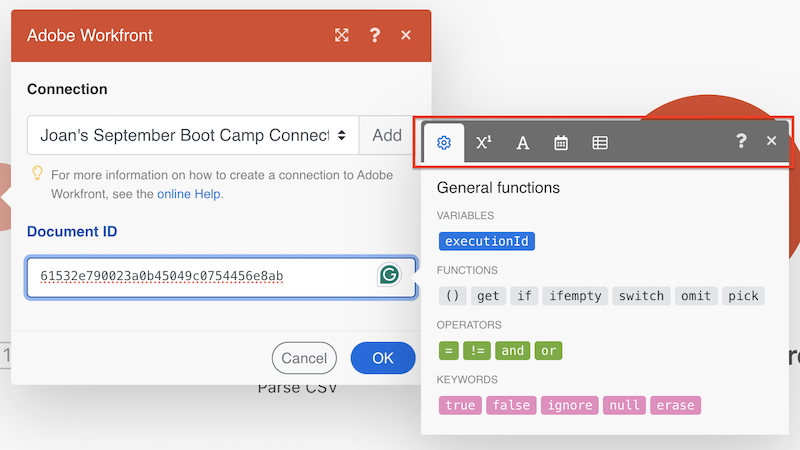 Adobe Workfront
?
×
Connection
Joan's September Boot Camp Connect
Add
For more information on how to create a connection to Adobe
Workfront, see the online Help.
Document ID
61532e790023a0b45049c0754456e8ab
G
Cancel
OK
1
Parse CSV
X¹
A
?
×
General functions
VARIABLES
executionId
FUNCTIONS
() get if ifempty switch omit pick
OPERATORS
= != and or
KEYWORDS
true false ignore null erase